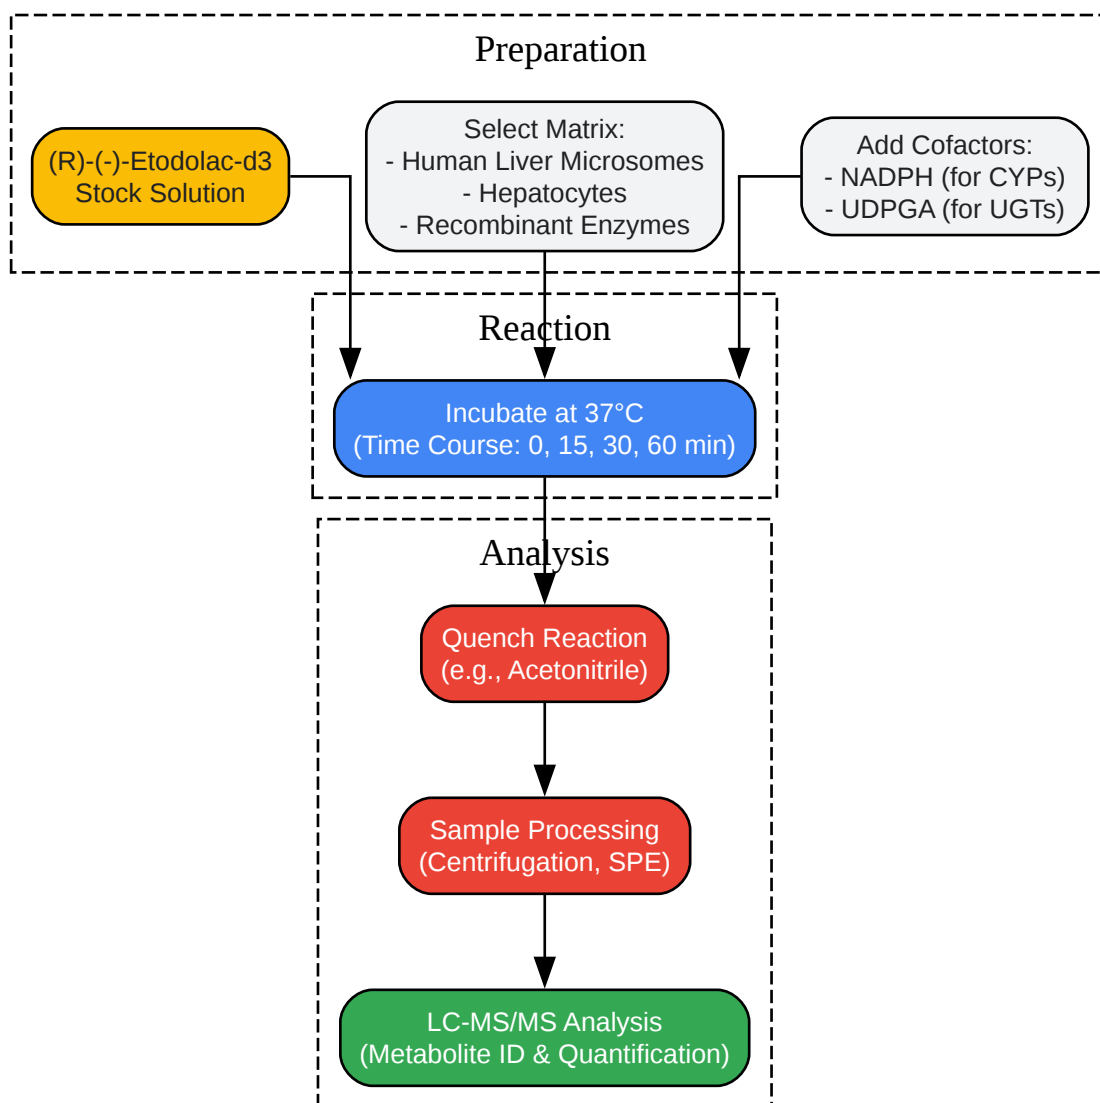 Preparation
(R)-(-)-Etodolac-d3
Stock Solution
Select Matrix:
- Human Liver Microsomes
- Hepatocytes
- Recombinant Enzymes
Add Cofactors:
- NADPH (for CYPs)
- UDPGA (for UGTs)
Reaction
Incubate at 37°C
(Time Course: 0, 15, 30, 60 min)
Analysis
Quench Reaction
(e.g., Acetonitrile)
Sample Processing
(Centrifugation, SPE)
LC-MS/MS Analysis
(Metabolite ID & Quantification)